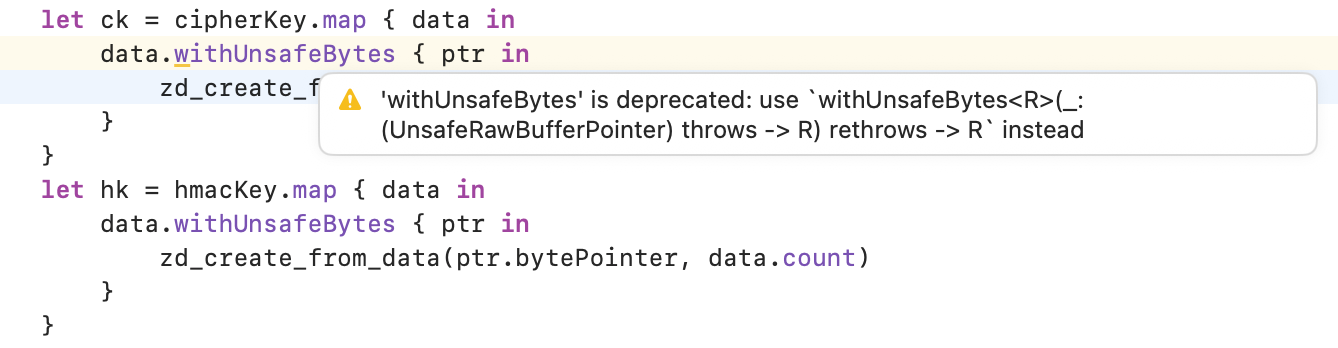 let ck = cipherKey.map { data in
data.withUnsafeBytes { ptr in
zd_create_f
'withUnsafeBytes' is deprecated: use `withUnsafeBytes<R>(_:
(UnsafeRawBufferPointer) throws -> R) rethrows -> R` instead
}
}
let hk = hmacKey.map { data in
data.withUnsafeBytes { ptr in
zd_create_from_data(ptr.bytePointer, data.count)
}
}